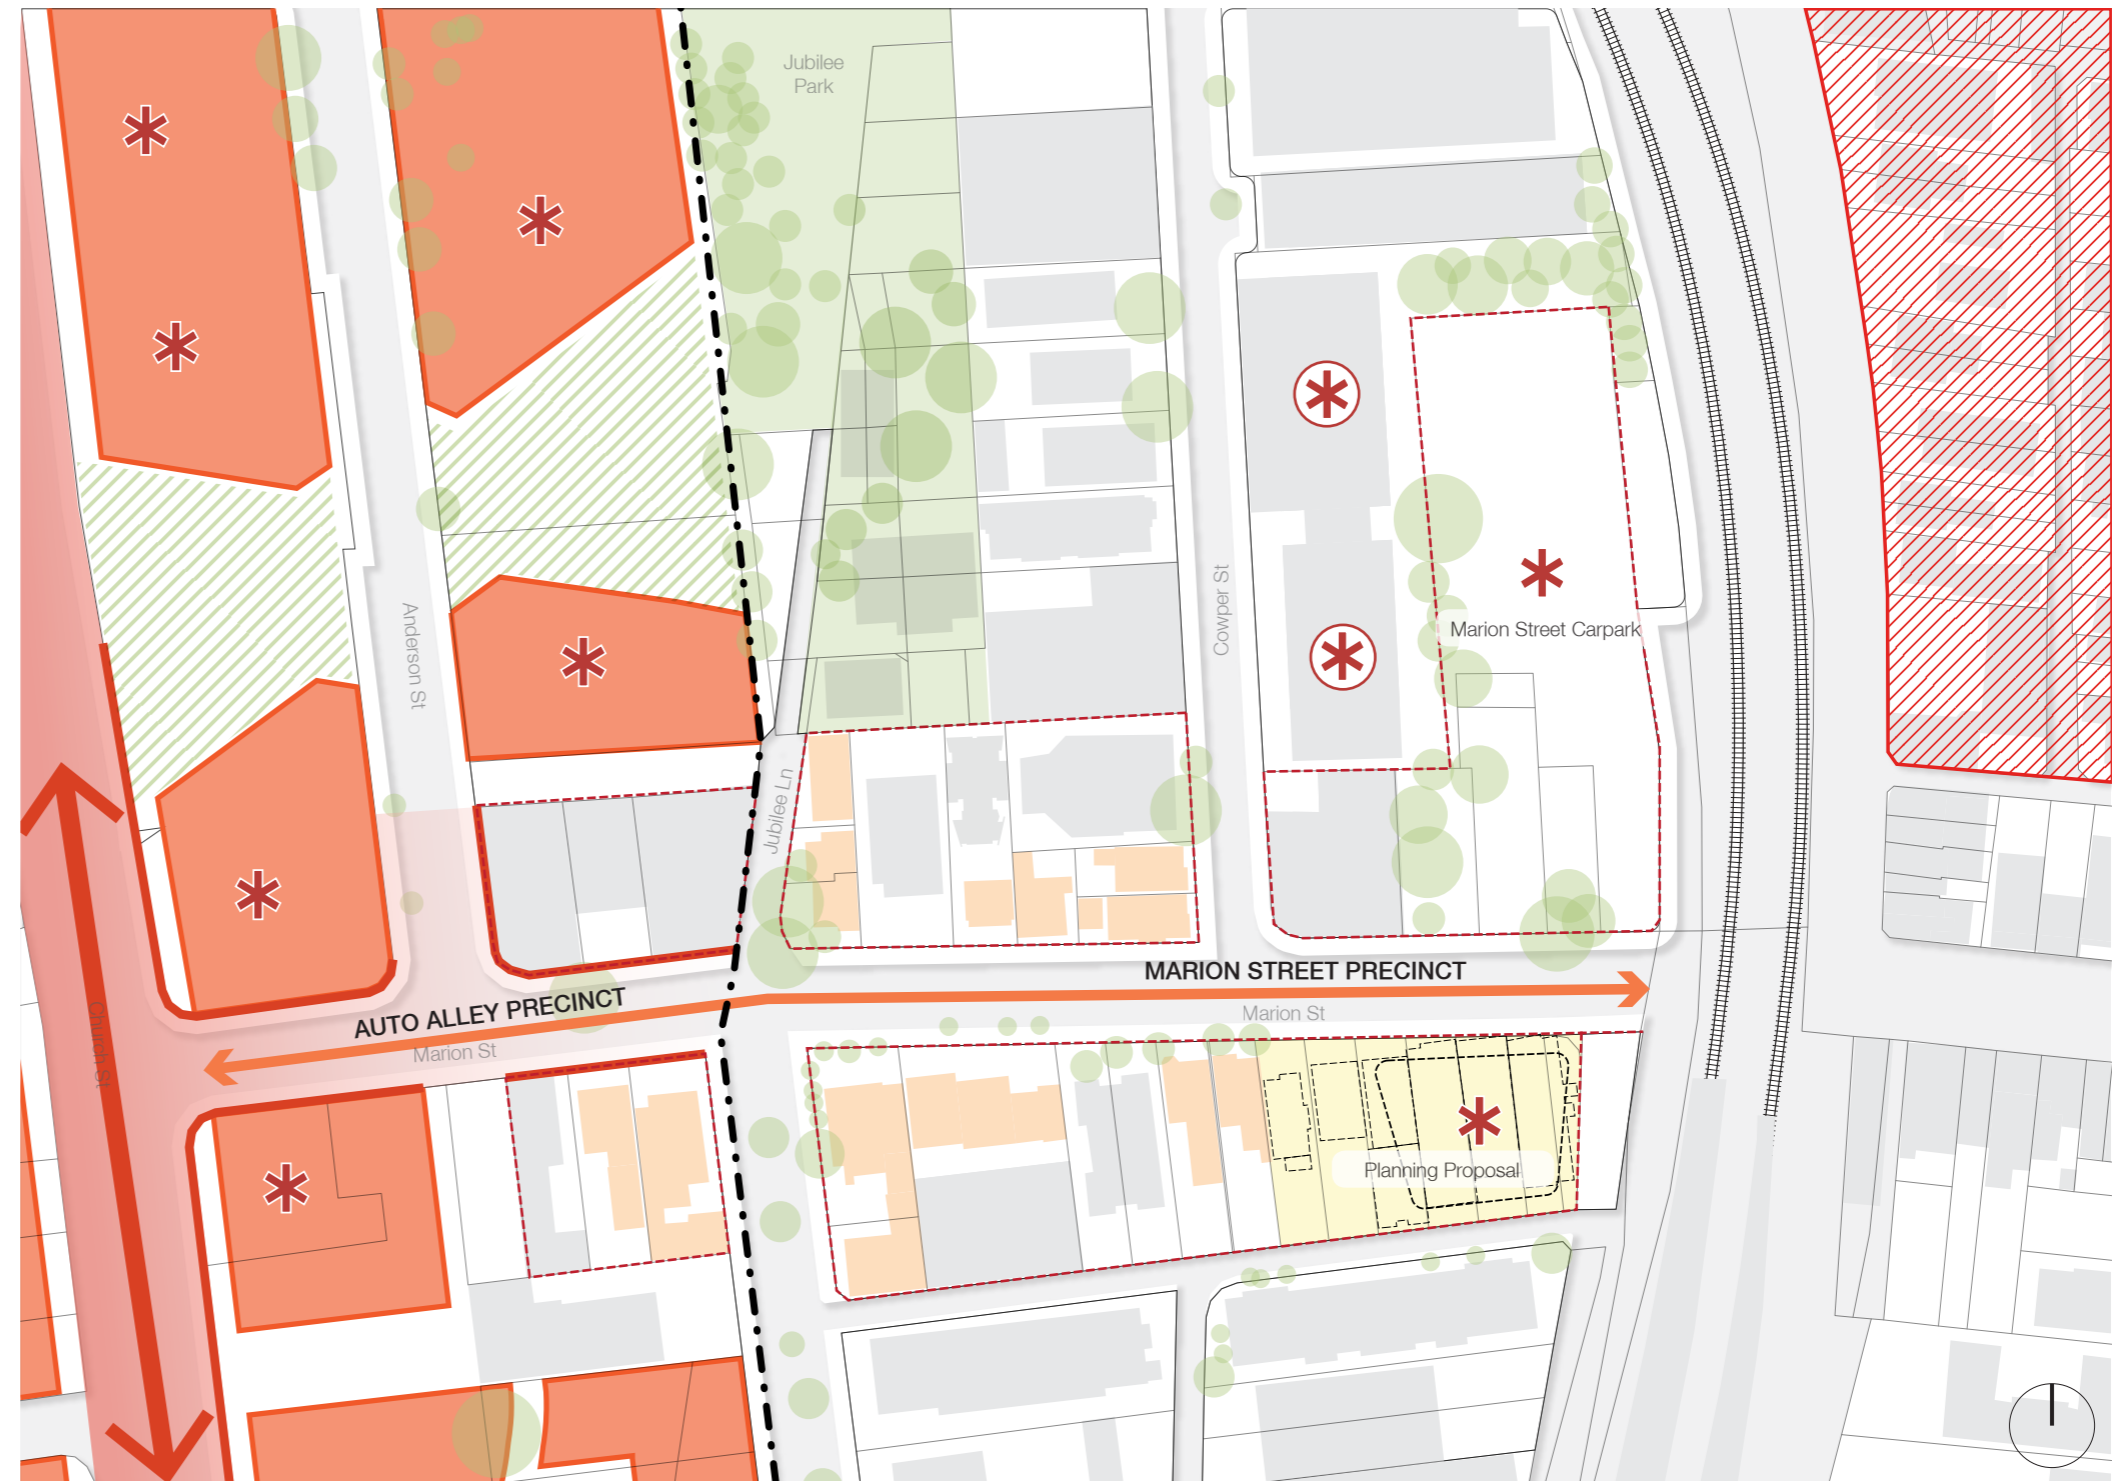 Jubilee
Park
Anderson St
Cowper St
Marion Street Carpark
Jubilee Ln
MARION STREET PRECINCT
AUTO ALLEY PRECINCT
Marion St
Marion St
Church St
Planning Proposal